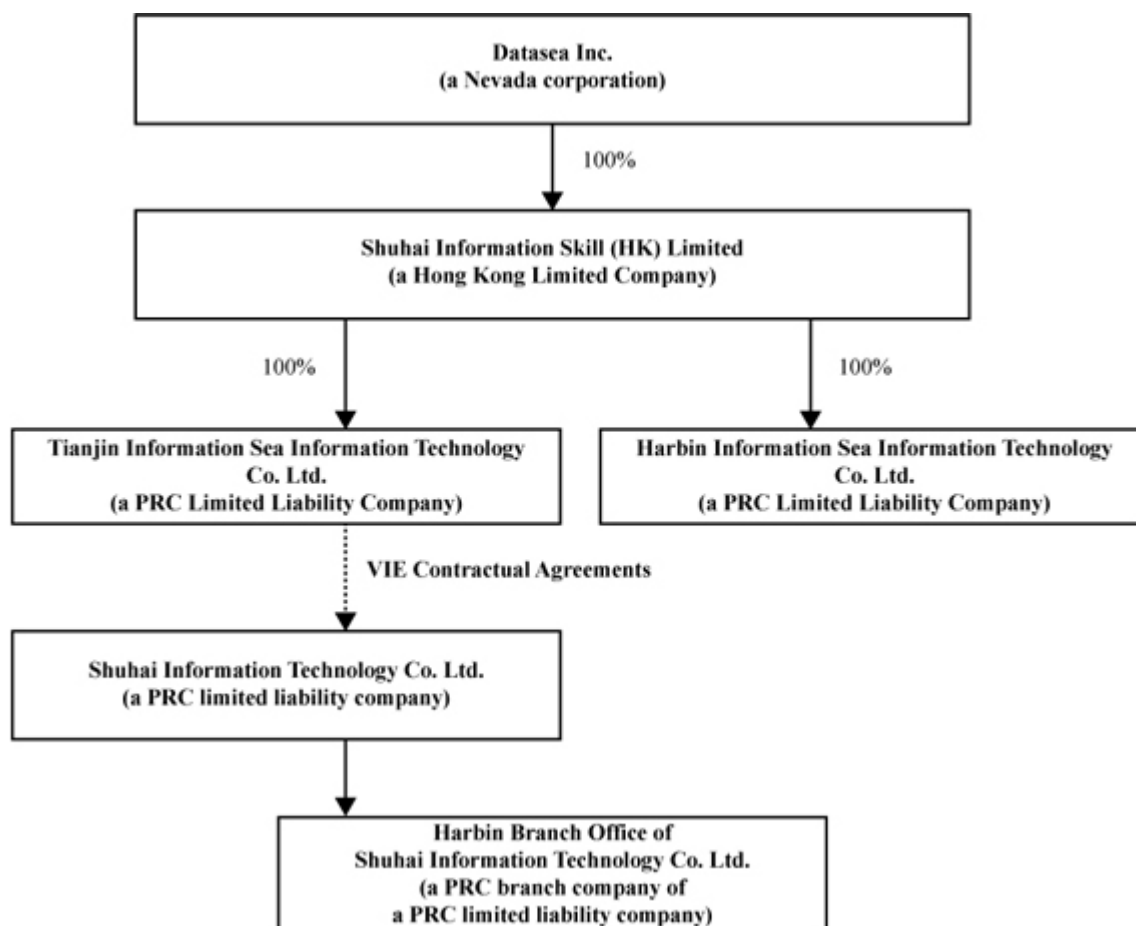 Datasea Inc.
(a Nevada corporation)
100%
Shuhai Information Skill (HK) Limited
(a Hong Kong Limited Company)
100%
100%
Tianjin Information Sea Information Technology
Co. Ltd.
(a PRC Limited Liability Company)
Harbin Information Sea Information Technology
Co. Ltd.
(a PRC Limited Liability Company)
VIE Contractual Agreements
Shuhai Information Technology Co. Ltd.
(a PRC limited liability company)
Harbin Branch Office of
Shuhai Information Technology Co. Ltd.
(a PRC branch company of
a PRC limited liability company)